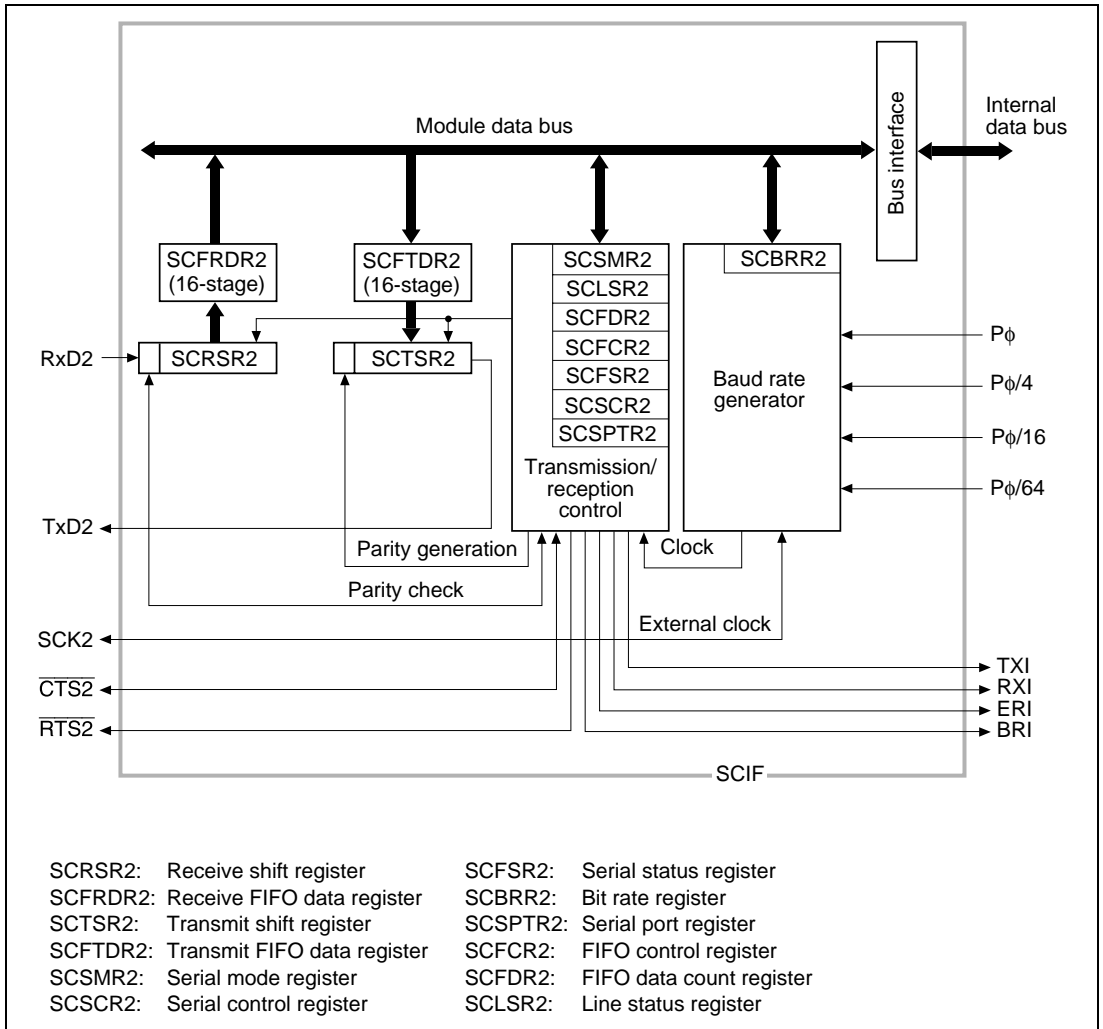 Module data bus
Bus interface
Internal
data bus
SCFRDR2
(16-stage)
SCFTDR2
(16-stage)
SCSMR2
SCLSR2
SCFDR2
SCFCR2
SCFSR2
SCSCR2
SCSPTR2
Transmission/
reception
control
SCBRR2
Baud rate
generator
RxD2
SCRSR2
SCTSR2
Pϕ
Pϕ/4
Pϕ/16
Pϕ/64
TxD2
Parity generation
Clock
Parity check
SCK2
External clock
CTS2
RTS2
TXI
RXI
ERI
BRI
SCIF
SCRSR2: Receive shift register
SCFRDR2: Receive FIFO data register
SCTSR2: Transmit shift register
SCFTDR2: Transmit FIFO data register
SCSMR2: Serial mode register
SCSCR2: Serial control register
SCFSR2: Serial status register
SCBRR2: Bit rate register
SCSPTR2: Serial port register
SCFCR2: FIFO control register
SCFDR2: FIFO data count register
SCLSR2: Line status register